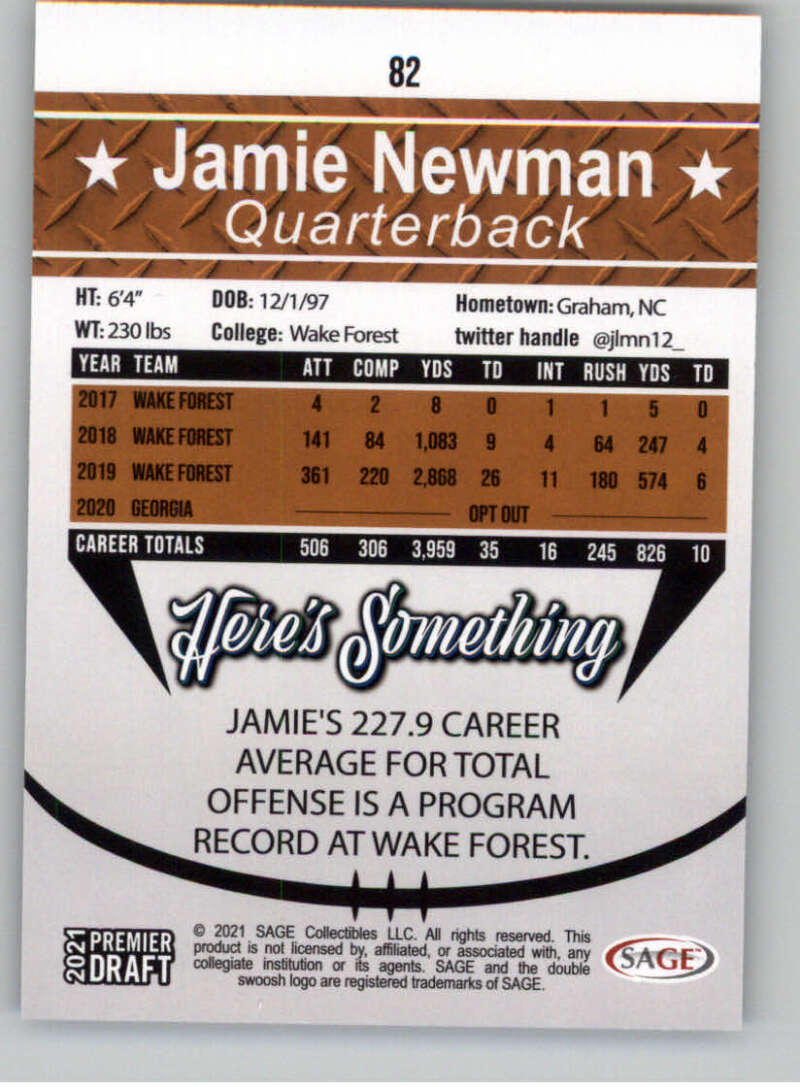 82
Jamie Newman
Quarterback
HT: 6'4" DOB: 12/1/97 Hometown: Graham, NC
WT: 230 lbs College: Wake Forest twitter handle @jlmn12_
YEAR TEAM ATT COMP YDS TD INT RUSH YDS TD
2017 WAKE FOREST 4 2 8 0 1 1 5 0
2018 WAKE FOREST 141 84 1,083 9 4 64 247 4
2019 WAKE FOREST 361 220 2,868 26 11 180 574 6
2020 GEORGIA OPT OUT
CAREER TOTALS 506 306 3,959 35 16 245 826 10
Here's Something
JAMIE'S 227.9 CAREER
AVERAGE FOR TOTAL
OFFENSE IS A PROGRAM
RECORD AT WAKE FOREST.
2021 PREMIER
DRAFT
© 2021 SAGE Collectibles LLC. All rights reserved. This
product is not licensed by, affiliated, or associated with, any
collegiate institution or its agents. SAGE and the double
swoosh logo are registered trademarks of SAGE.
SAGE